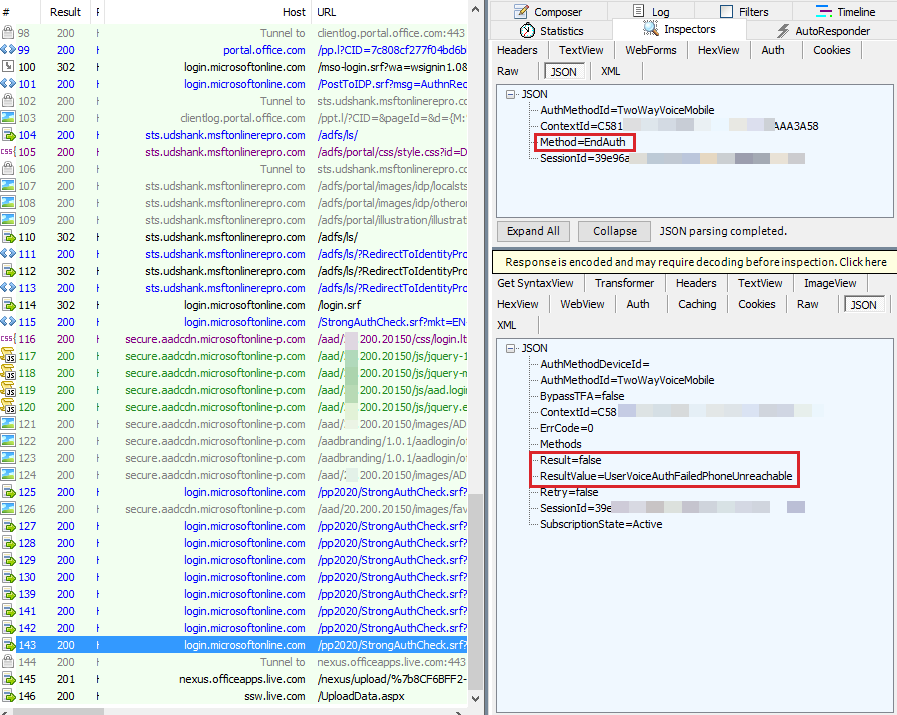 # Result Host URL
98 200 Tunnel to clientlog.portal.office.com:443
99 200 portal.office.com /pp.l?CID=7c808cf277f04bd6b
100 302 login.microsoftonline.com /mso-login.srf?wa=wsignin1.0&
101 200 login.microsoftonline.com /PostToIDP.srf?msg=AuthnReq
102 200 Tunnel to sts.udshank.msftonlinerepro.com
103 200 clientlog.portal.office.com /ppt.l/?CID=&pageId=&d={M:
104 200 sts.udshank.msftonlinerepro.com /adfs/ls/
105 200 sts.udshank.msftonlinerepro.com /adfs/portal/css/style.css?id=D
106 200 Tunnel to sts.udshank.msftonlinerepro.com
107 200 sts.udshank.msftonlinerepro.com /adfs/portal/images/idp/localsts
108 200 sts.udshank.msftonlinerepro.com /adfs/portal/images/idp/otheror
109 200 sts.udshank.msftonlinerepro.com /adfs/portal/illustration/illustrat
110 302 sts.udshank.msftonlinerepro.com /adfs/ls/
111 200 sts.udshank.msftonlinerepro.com /adfs/ls/?RedirectToIdentityPro
112 302 sts.udshank.msftonlinerepro.com /adfs/ls/?RedirectToIdentityPro
113 200 sts.udshank.msftonlinerepro.com /adfs/ls/?RedirectToIdentityPro
114 302 login.microsoftonline.com /login.srf
115 200 login.microsoftonline.com /StrongAuthCheck.srf?mkt=EN-
116 200 secure.aadcdn.microsoftonline-p.com /aad/ 200.20150/css/login.lt
117 200 secure.aadcdn.microsoftonline-p.com /aad/ 200.20150/js/jquery-1
118 200 secure.aadcdn.microsoftonline-p.com /aad/ 200.20150/js/jquery-m
119 200 secure.aadcdn.microsoftonline-p.com /aad/ 200.20150/js/aad.login
120 200 secure.aadcdn.microsoftonline-p.com /aad/ 200.20150/js/jquery.e
121 200 secure.aadcdn.microsoftonline-p.com /aad/ 200.20150/images/AD
122 200 secure.aadcdn.microsoftonline-p.com /aadbranding/1.0.1/aadlogin/o
123 200 secure.aadcdn.microsoftonline-p.com /aadbranding/1.0.1/aadlogin/o
124 200 secure.aadcdn.microsoftonline-p.com /aad/ 200.20150/images/AD
125 200 login.microsoftonline.com /pp2020/StrongAuthCheck.srf?
126 200 secure.aadcdn.microsoftonline-p.com /aad/ 20.200.20150/images/fav
127 200 login.microsoftonline.com /pp2020/StrongAuthCheck.srf?
128 200 login.microsoftonline.com /pp2020/StrongAuthCheck.srf?
129 200 login.microsoftonline.com /pp2020/StrongAuthCheck.srf?
130 200 login.microsoftonline.com /pp2020/StrongAuthCheck.srf?
139 200 login.microsoftonline.com /pp2020/StrongAuthCheck.srf?
141 200 login.microsoftonline.com /pp2020/StrongAuthCheck.srf?
142 200 login.microsoftonline.com /pp2020/StrongAuthCheck.srf?
143 200 login.microsoftonline.com /pp2020/StrongAuthCheck.srf?
144 200 Tunnel to nexus.officeapps.live.com:443
145 201 nexus.officeapps.live.com /nexus/upload/%7b8CF6BFF2-
146 200 ssw.live.com /UploadData.aspx
Composer Log Filters Timeline
Statistics Inspectors AutoResponder
Headers TextView WebForms HexView Auth Cookies
Raw JSON XML
JSON
AuthMethodId=TwoWayVoiceMobile
ContextId=C581 AAA3A58
Method=EndAuth
SessionId=39e96a
Expand All Collapse JSON parsing completed.
Response is encoded and may require decoding before inspection. Click here
Get SyntaxView Transformer Headers TextView ImageView
HexView WebView Auth Caching Cookies Raw JSON
XML
JSON
AuthMethodDeviceId=
AuthMethodId=TwoWayVoiceMobile
BypassTFA=false
ContextId=C58
ErrCode=0
Methods
Result=false
ResultValue=UserVoiceAuthFailedPhoneUnreachable
Retry=false
SessionId=39e
SubscriptionState=Active